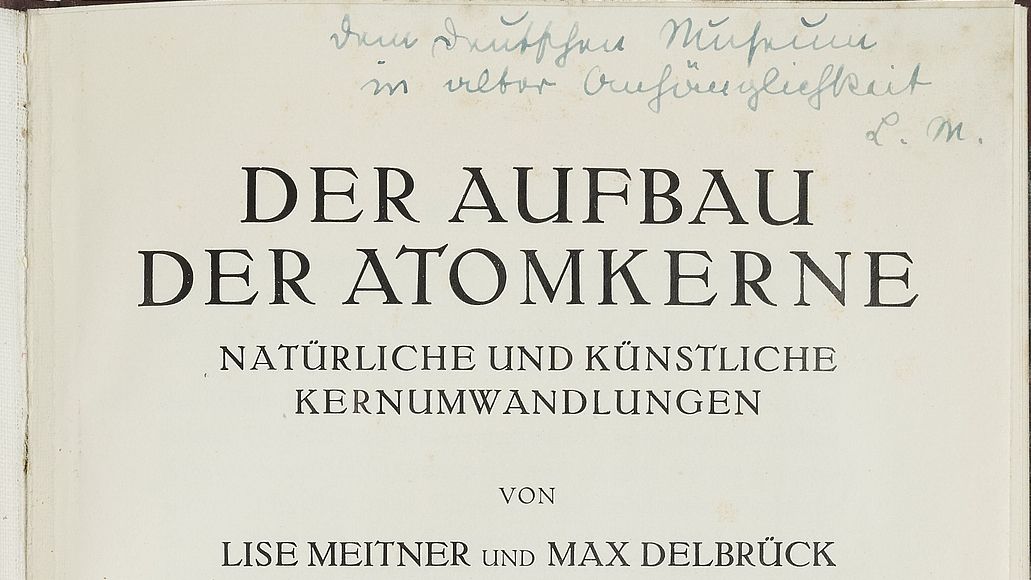 dem Deutschen Museum
in alter Anhänglichkeit
L. M.
DER AUFBAU
DER ATOMKERNE
NATÜRLICHE UND KÜNSTLICHE
KERNUMWANDLUNGEN
VON
LISE MEITNER UND MAX DELBRÜCK